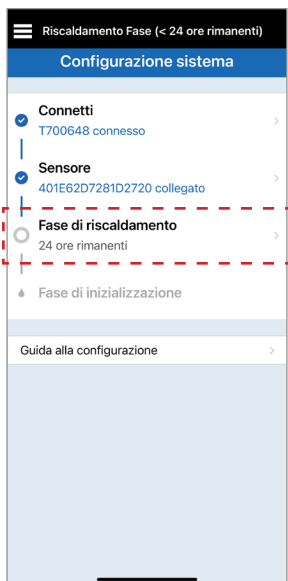 Riscaldamento Fase (< 24 ore rimanenti)
Configurazione sistema
Connetti
T700648 connesso
Sensore
401E62D7281D2720 collegato
Fase di riscaldamento
24 ore rimanenti
Fase di inizializzazione
Guida alla configurazione